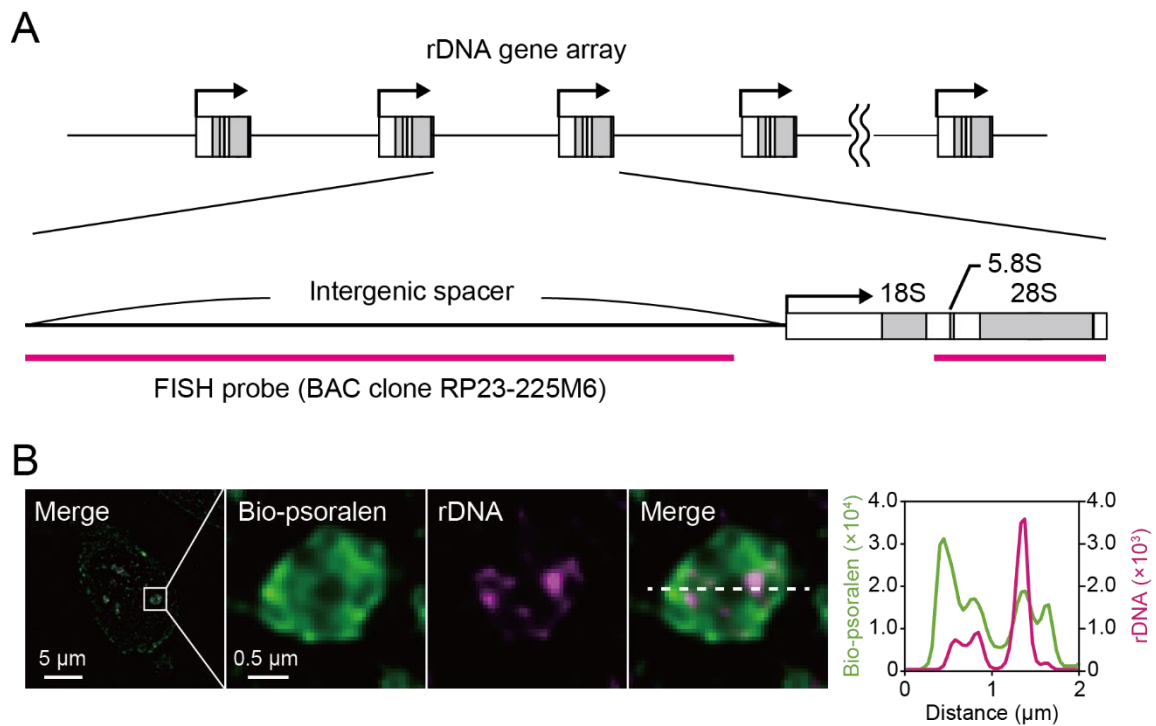 A
rDNA gene array
5.8S
18S
28S
Intergenic spacer
FISH probe (BAC clone RP23-225M6)
B
Merge
Bio-psoralen
rDNA
Merge
5 μm
0.5 μm
Bio-psoralen (×10⁴)
4.0
3.0
2.0
1.0
0
4.0
3.0
2.0
1.0
0
rDNA (×10³)
0 1 2
Distance (μm)